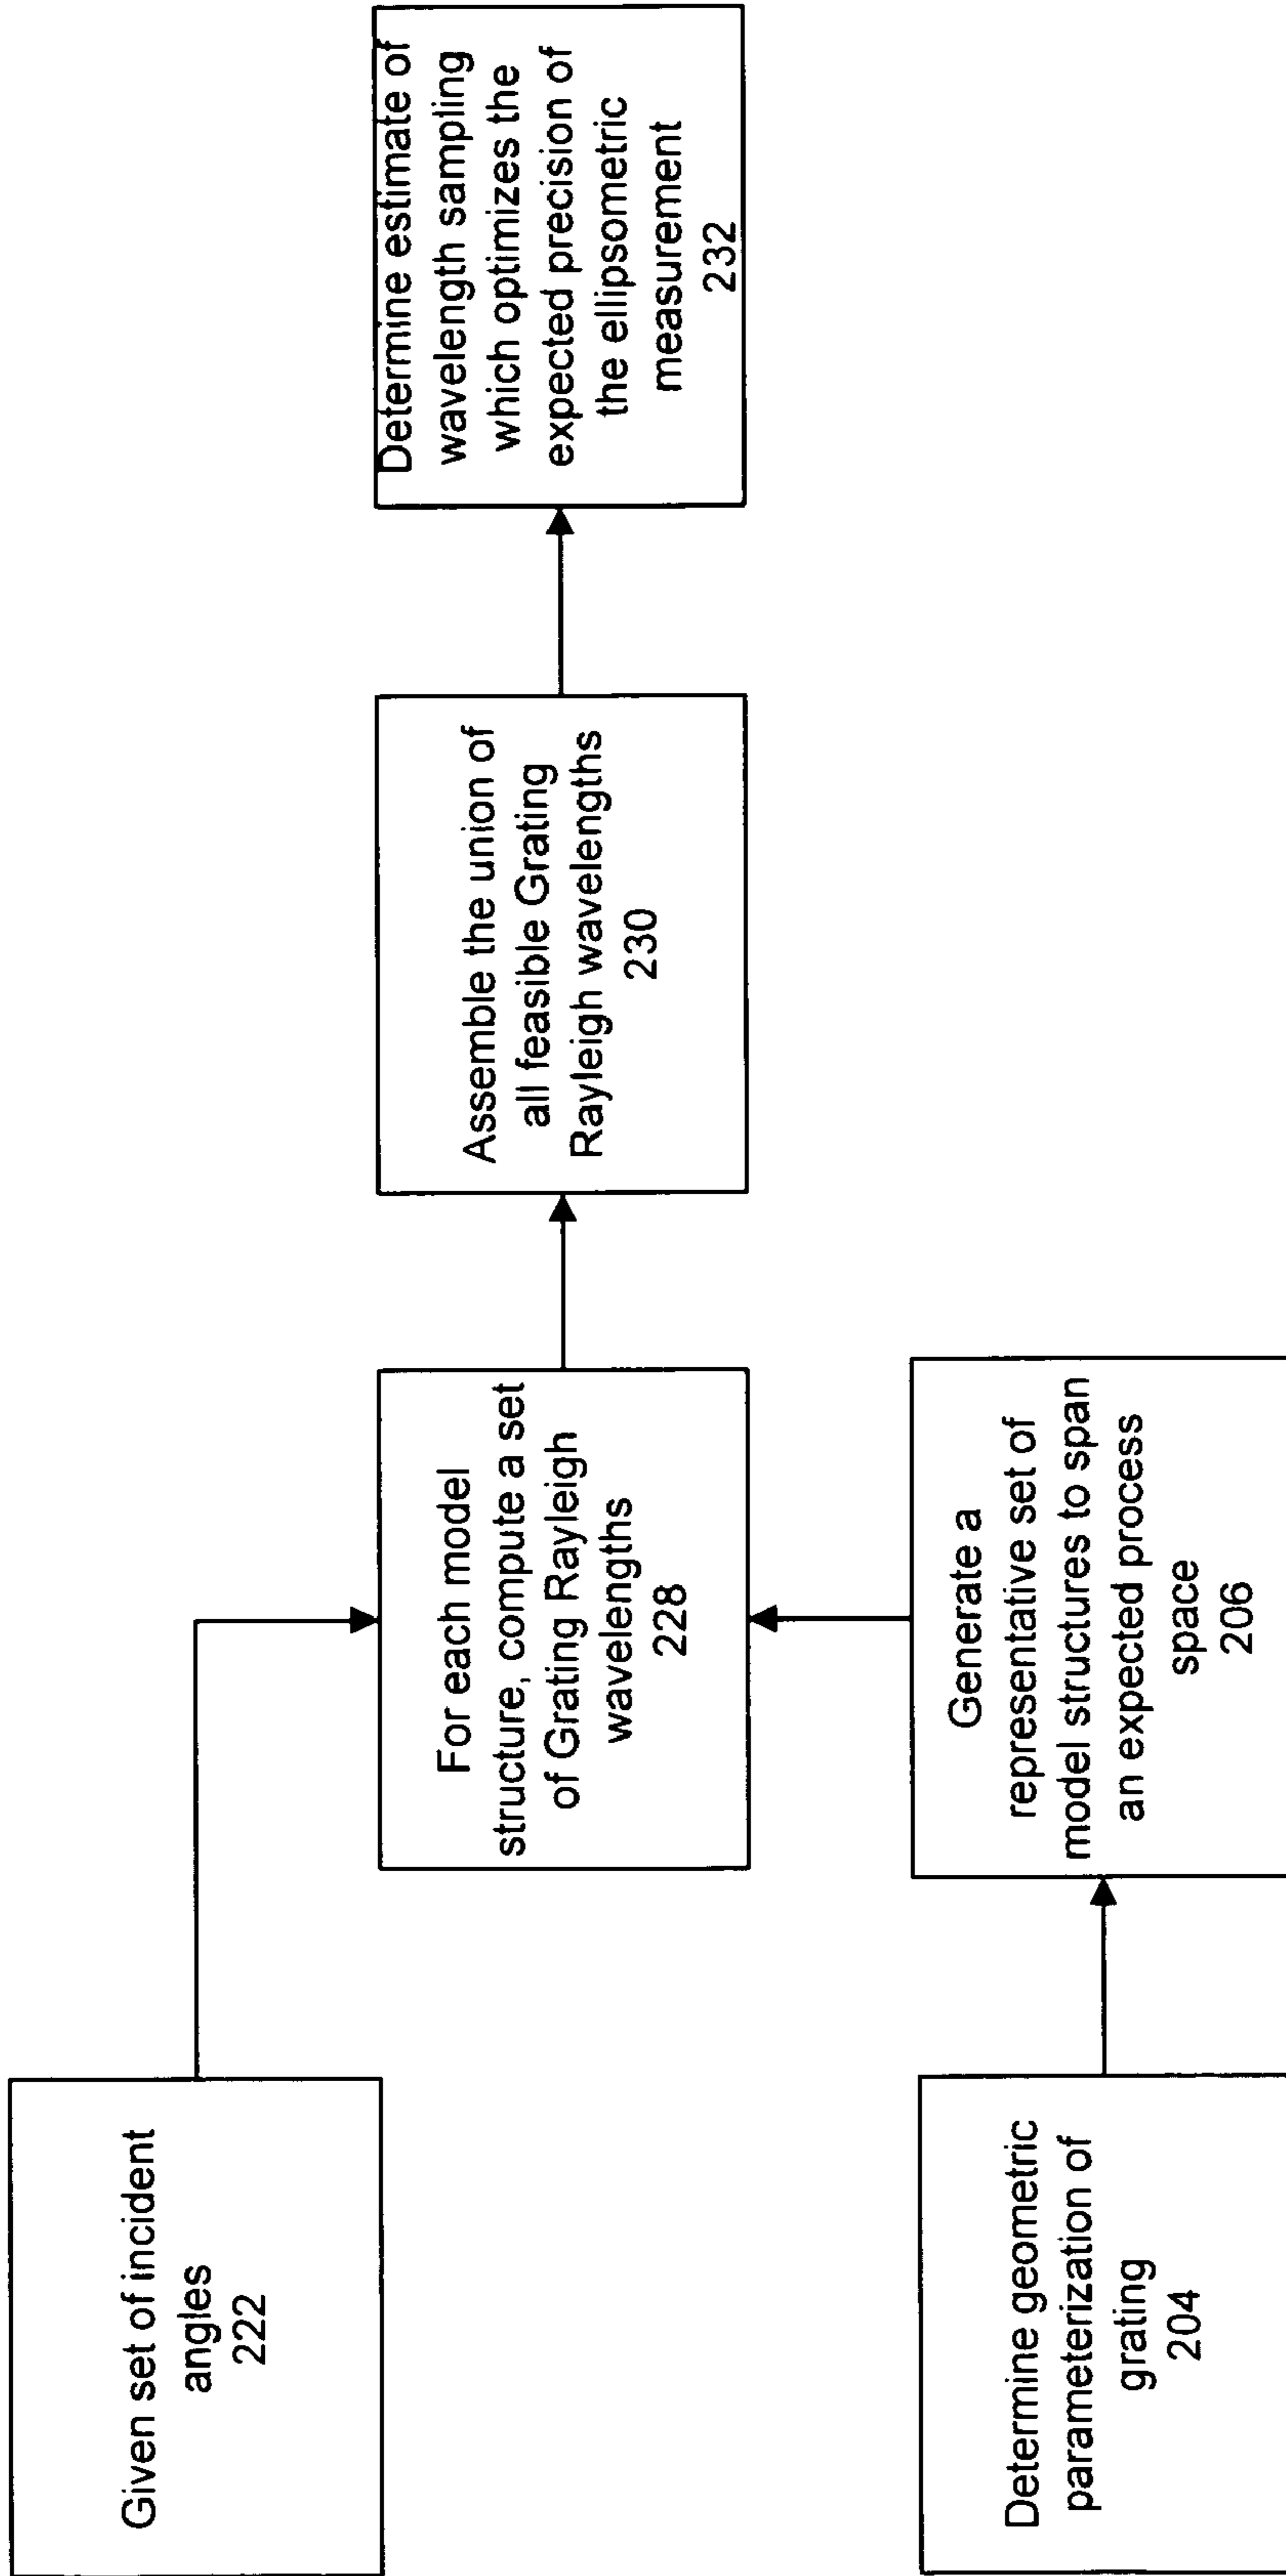 Given set of incident
angles
222
Determine geometric
parameterization of
grating
204
Generate a
representative set of
model structures to span
an expected process
space
206
For each model
structure, compute a set
of Grating Rayleigh
wavelengths
228
Assemble the union of
all feasible Grating
Rayleigh wavelengths
230
Determine estimate of
wavelength sampling
which optimizes the
expected precision of
the ellipsometric
measurement
232